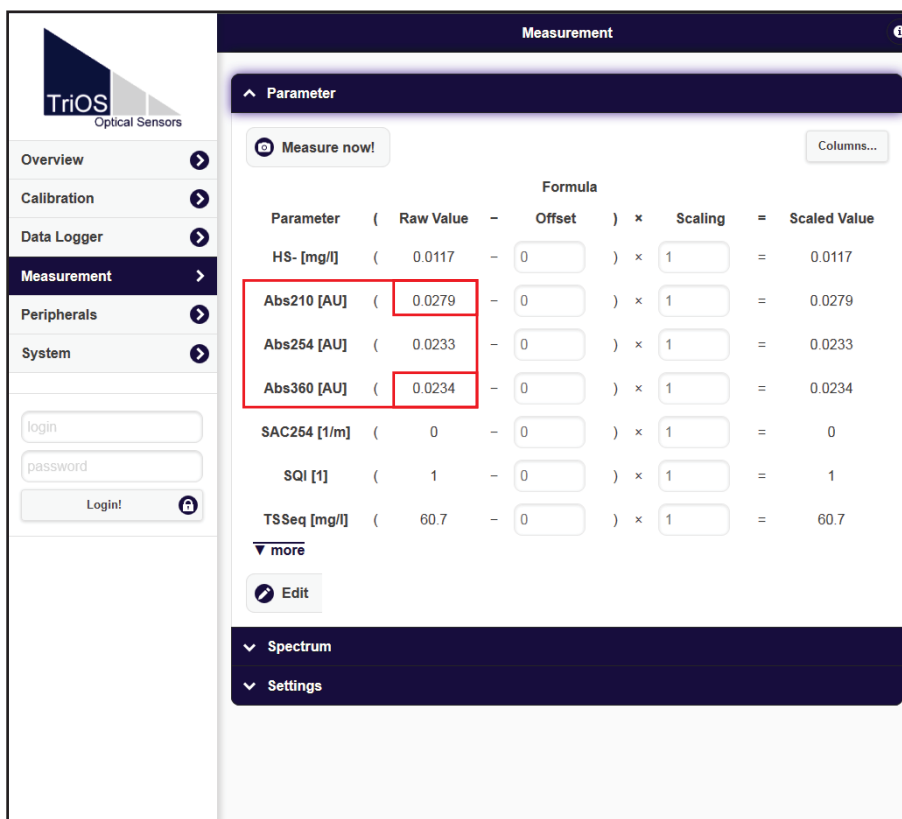 Measurement
TriOS
Optical Sensors
Overview
Calibration
Data Logger
Measurement
Peripherals
System
login
password
Login!
Parameter
Measure now!
Columns...
Formula
Parameter ( Raw Value – Offset ) × Scaling = Scaled Value
HS- [mg/l] ( 0.0117 – 0 ) × 1 = 0.0117
Abs210 [AU] ( 0.0279 – 0 ) × 1 = 0.0279
Abs254 [AU] ( 0.0233 – 0 ) × 1 = 0.0233
Abs360 [AU] ( 0.0234 – 0 ) × 1 = 0.0234
SAC254 [1/m] ( 0 – 0 ) × 1 = 0
SQI [1] ( 1 – 0 ) × 1 = 1
TSSeq [mg/l] ( 60.7 – 0 ) × 1 = 60.7
▼ more
Edit
Spectrum
Settings